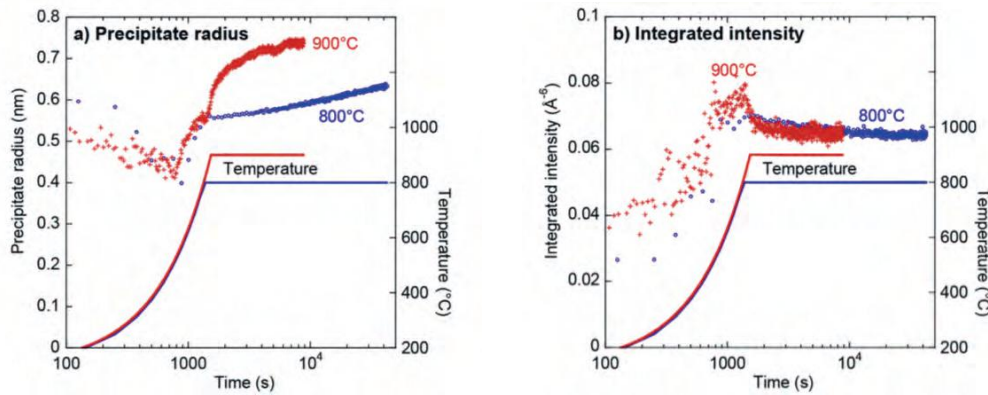 a) Precipitate radius
900°C
800°C
Temperature
Precipitate radius (nm)
0.8
0.7
0.6
0.5
0.4
0.3
0.2
0.1
0
1000
800
600
400
200
Temperature (°C)
100
1000
10⁴
Time (s)
b) Integrated intensity
900°C
800°C
Temperature
Integrated intensity (Å⁻⁶)
0.1
0.08
0.06
0.04
0.02
0
1000
800
600
400
200
Temperature (°C)
100
1000
10⁴
Time (s)